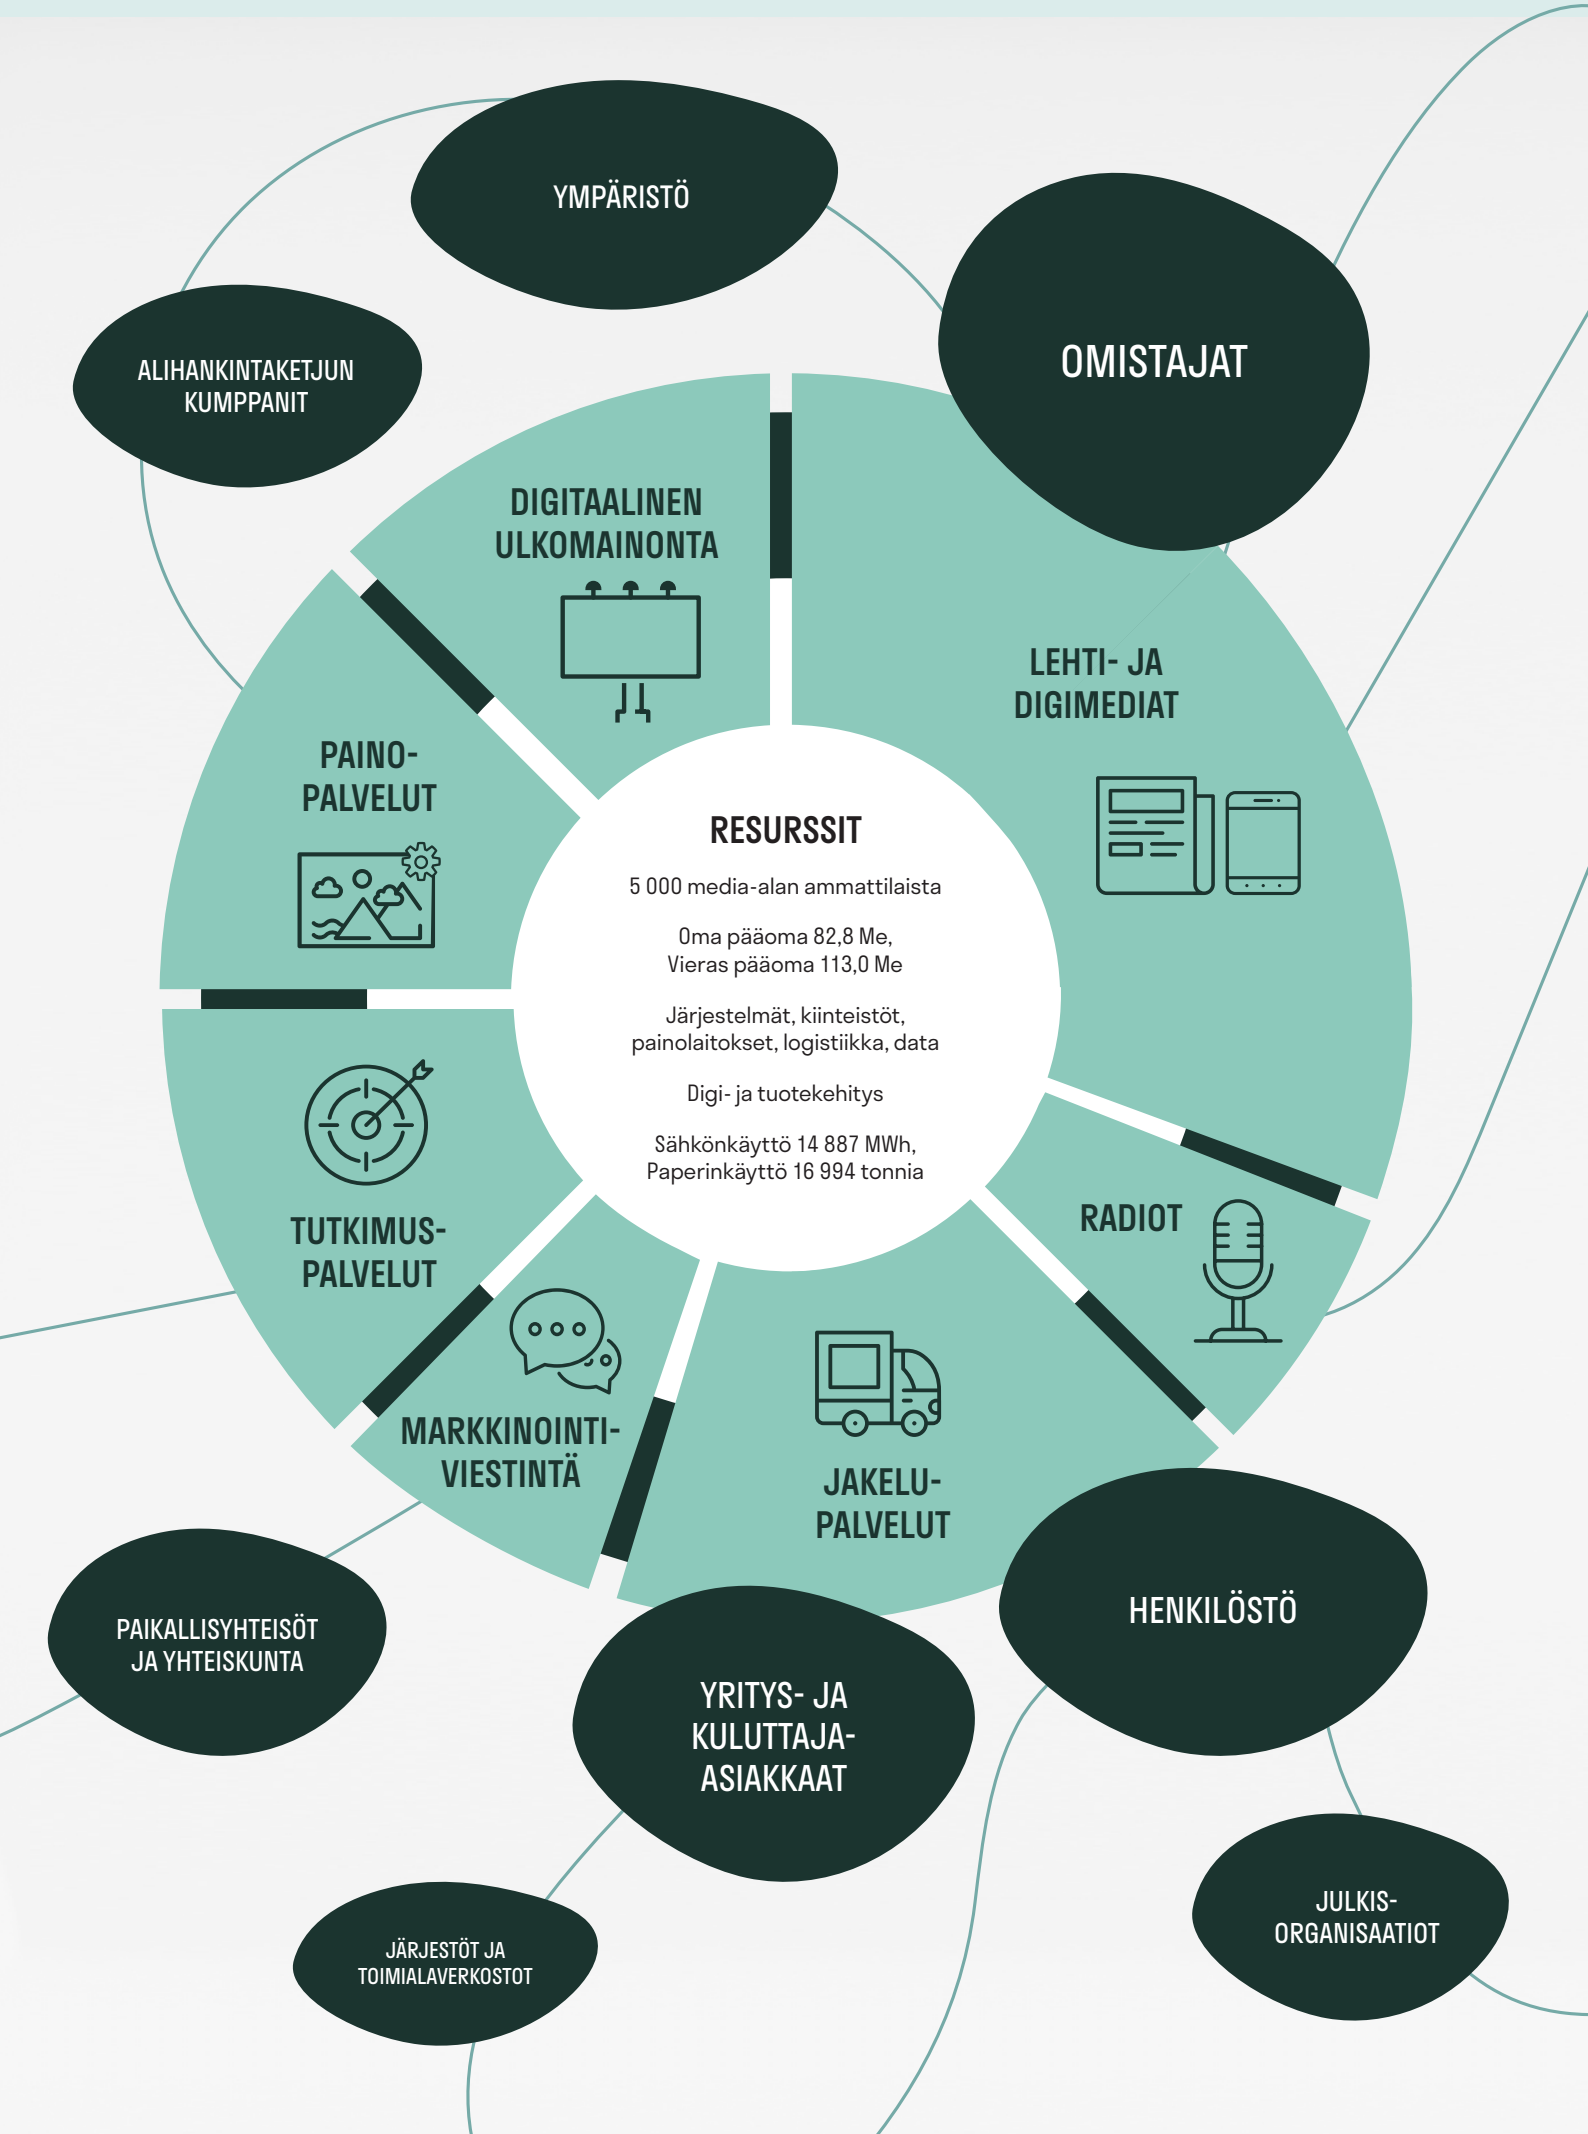 YMPÄRISTÖ
OMISTAJAT
ALIHANKINTAKETJUN
KUMPPANIT
DIGITAALINEN
ULKOMAINONTA
LEHTI- JA
DIGIMEDIAT
PAINO-
PALVELUT
RESURSSIT
5 000 media-alan ammattilaista
Oma pääoma 82,8 Me,
Vieras pääoma 113,0 Me
Järjestelmät, kiinteistöt,
painolaitokset, logistiikka, data
Digi- ja tuotekehitys
Sähkönkäyttö 14 887 MWh,
Paperinkäyttö 16 994 tonnia
RADIOT
TUTKIMUS-
PALVELUT
MARKKINOINTI-
VIESTINTÄ
JAKELU-
PALVELUT
HENKILÖSTÖ
PAIKALLISYHTEISÖT
JA YHTEISKUNTA
YRITYS- JA
KULUTTAJA-
ASIAKKAAT
JULKIS-
ORGANISAATIOT
JÄRJESTÖT JA
TOIMIALAVERKOSTOT